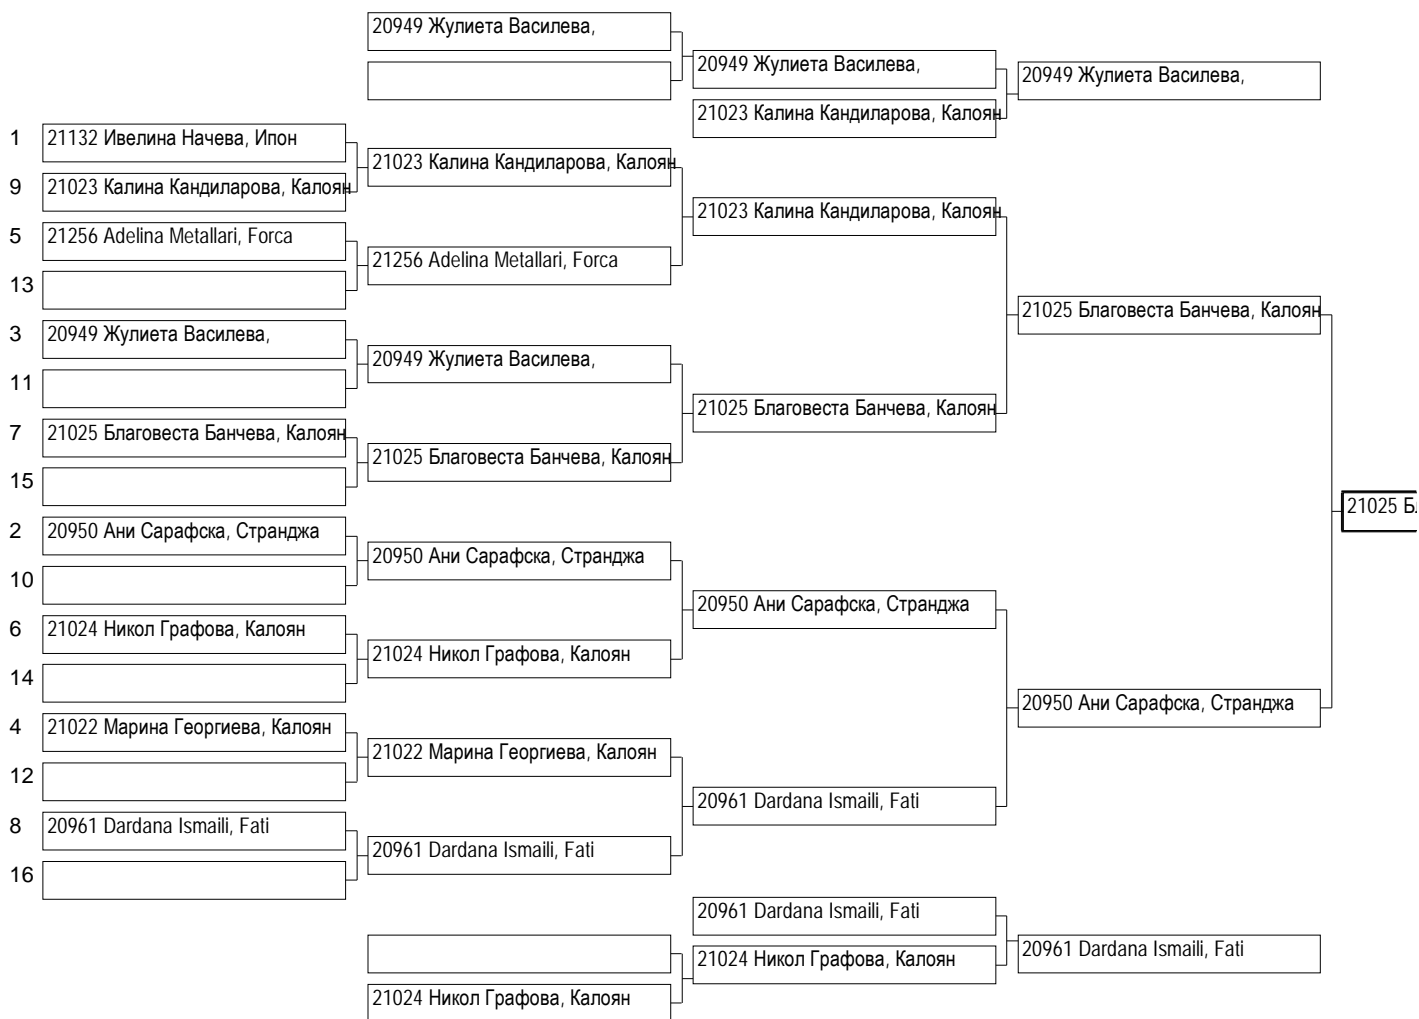 20949 Жулиета Василева,
20949 Жулиета Василева,
20949 Жулиета Василева,
21023 Калина Кандиларова, Калоян
1 21132 Ивелина Начева, Ипон
21023 Калина Кандиларова, Калоян
9 21023 Калина Кандиларова, Калоян
21023 Калина Кандиларова, Калоян
5 21256 Adelina Metallari, Forca
21256 Adelina Metallari, Forca
13
21025 Благовеста Банчева, Калоян
3 20949 Жулиета Василева,
20949 Жулиета Василева,
11
21025 Благовеста Банчева, Калоян
7 21025 Благовеста Банчева, Калоян
21025 Благовеста Банчева, Калоян
15
21025
2 20950 Ани Сарафска, Странджа
20950 Ани Сарафска, Странджа
10
20950 Ани Сарафска, Странджа
6 21024 Никол Графова, Калоян
21024 Никол Графова, Калоян
14
20950 Ани Сарафска, Странджа
4 21022 Марина Георгиева, Калоян
21022 Марина Георгиева, Калоян
12
20961 Dardana Ismaili, Fati
8 20961 Dardana Ismaili, Fati
20961 Dardana Ismaili, Fati
16
20961 Dardana Ismaili, Fati
20961 Dardana Ismaili, Fati
21024 Никол Графова, Калоян
21024 Никол Графова, Калоян